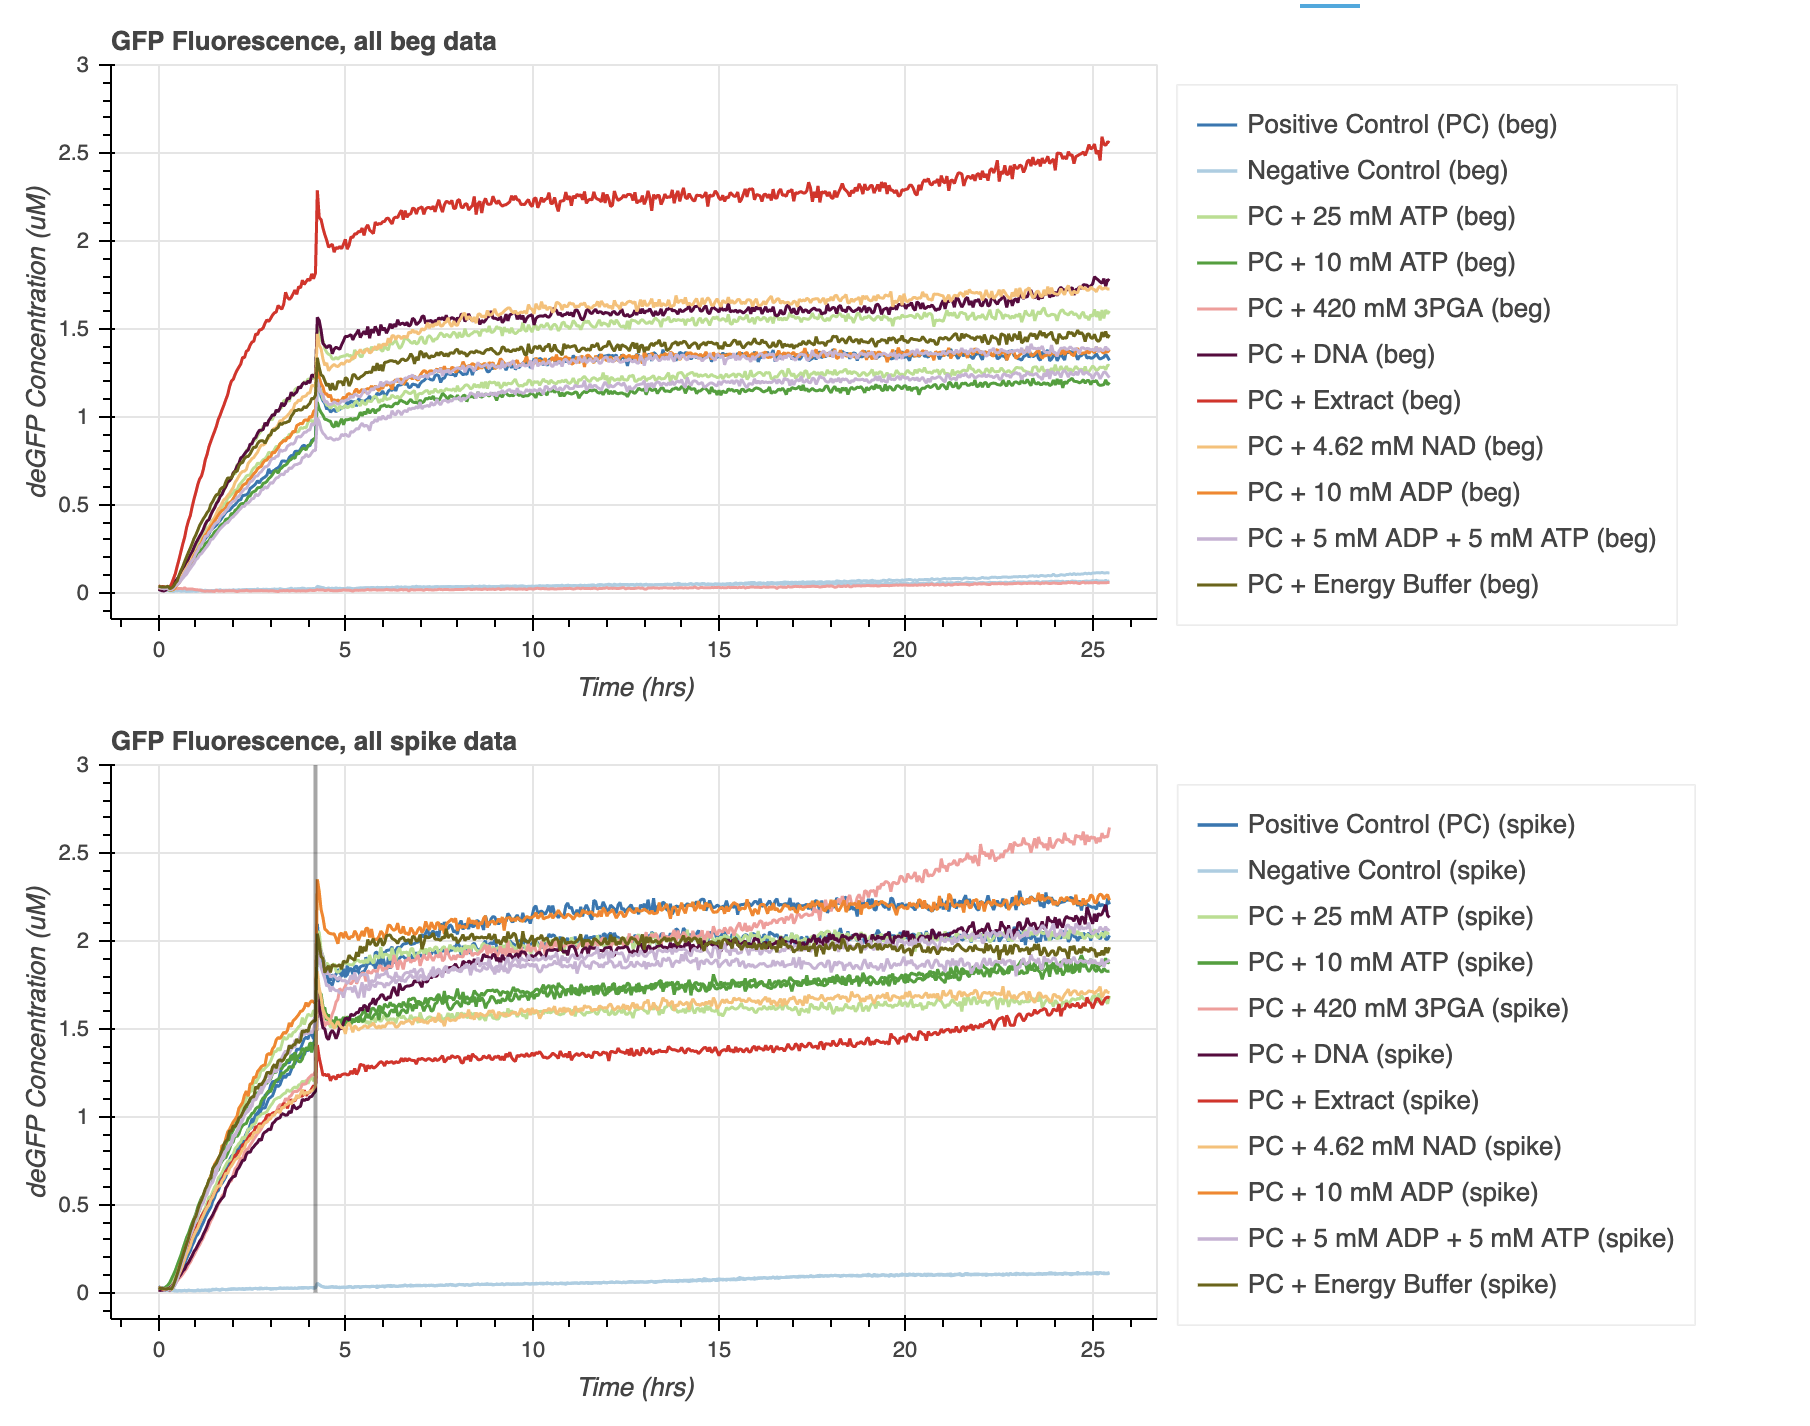 GFP Fluorescence, all beg data
deGFP Concentration (uM)
3
2.5
2
1.5
1
0.5
0
0 5 10 15 20 25
Time (hrs)
Positive Control (PC) (beg)
Negative Control (beg)
PC + 25 mM ATP (beg)
PC + 10 mM ATP (beg)
PC + 420 mM 3PGA (beg)
PC + DNA (beg)
PC + Extract (beg)
PC + 4.62 mM NAD (beg)
PC + 10 mM ADP (beg)
PC + 5 mM ADP + 5 mM ATP (beg)
PC + Energy Buffer (beg)
GFP Fluorescence, all spike data
deGFP Concentration (uM)
3
2.5
2
1.5
1
0.5
0
0 5 10 15 20 25
Time (hrs)
Positive Control (PC) (spike)
Negative Control (spike)
PC + 25 mM ATP (spike)
PC + 10 mM ATP (spike)
PC + 420 mM 3PGA (spike)
PC + DNA (spike)
PC + Extract (spike)
PC + 4.62 mM NAD (spike)
PC + 10 mM ADP (spike)
PC + 5 mM ADP + 5 mM ATP (spike)
PC + Energy Buffer (spike)